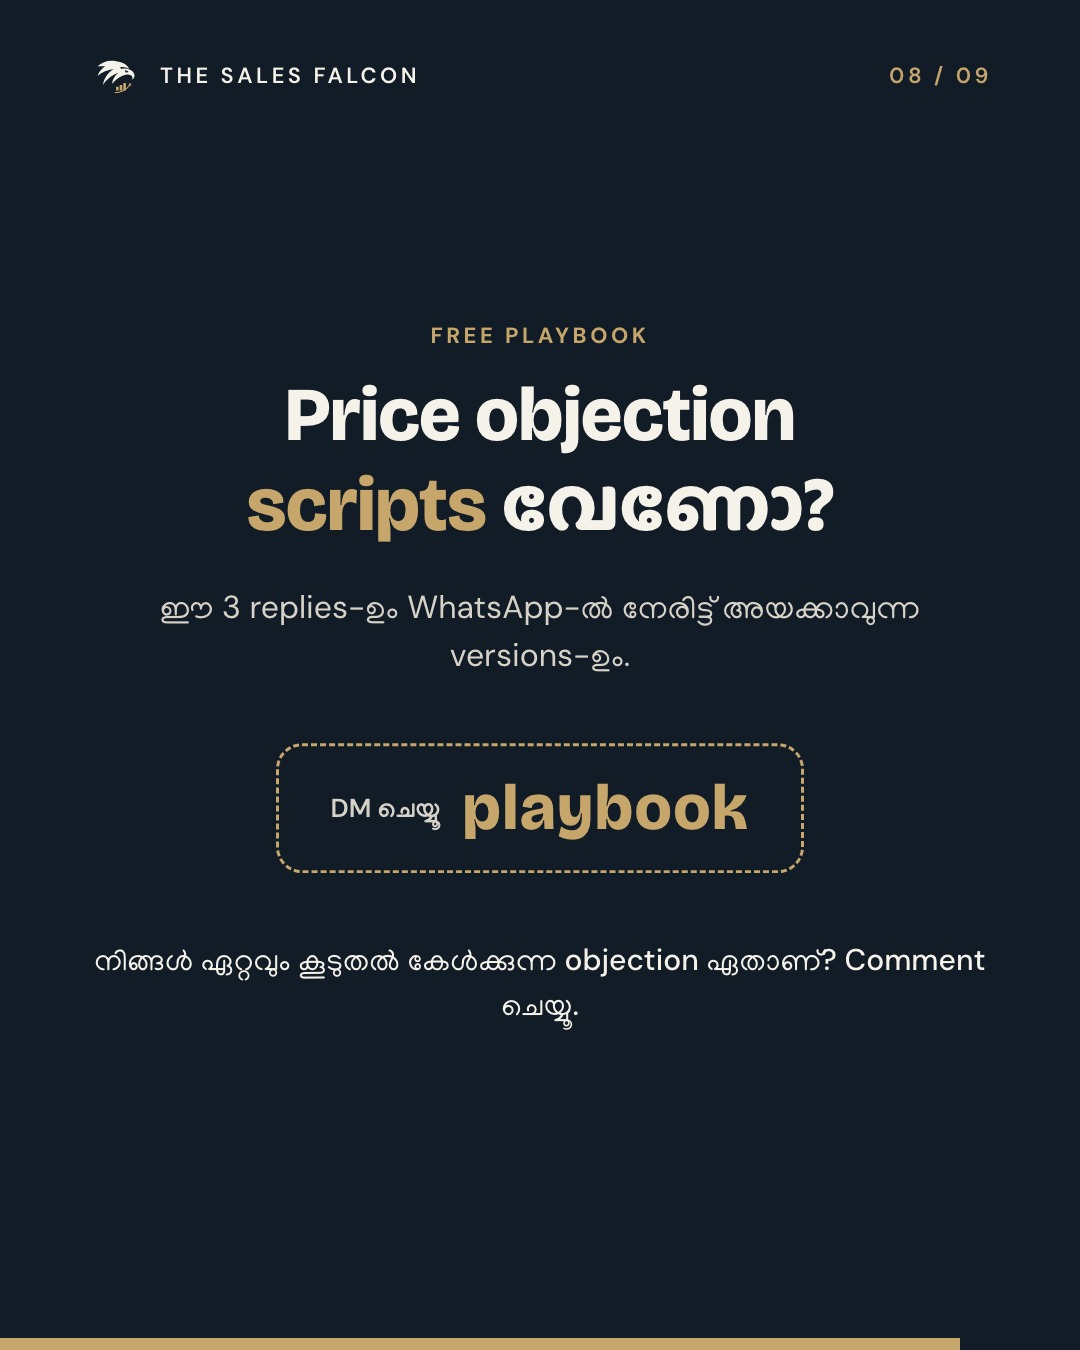 THE SALES FALCON
08 / 09
FREE PLAYBOOK
Price objection
scripts വേണോ?
ഈ 3 replies-ഉം WhatsApp-ൽ നേരിട്ട് അയക്കാവുന്ന
versions-ഉം.
DM ചെയ്യൂ playbook
നിങ്ങൾ ഏറ്റവും കൂടുതൽ കേൾക്കുന്ന objection ഏതാണ്? Comment
ചെയ്യൂ.